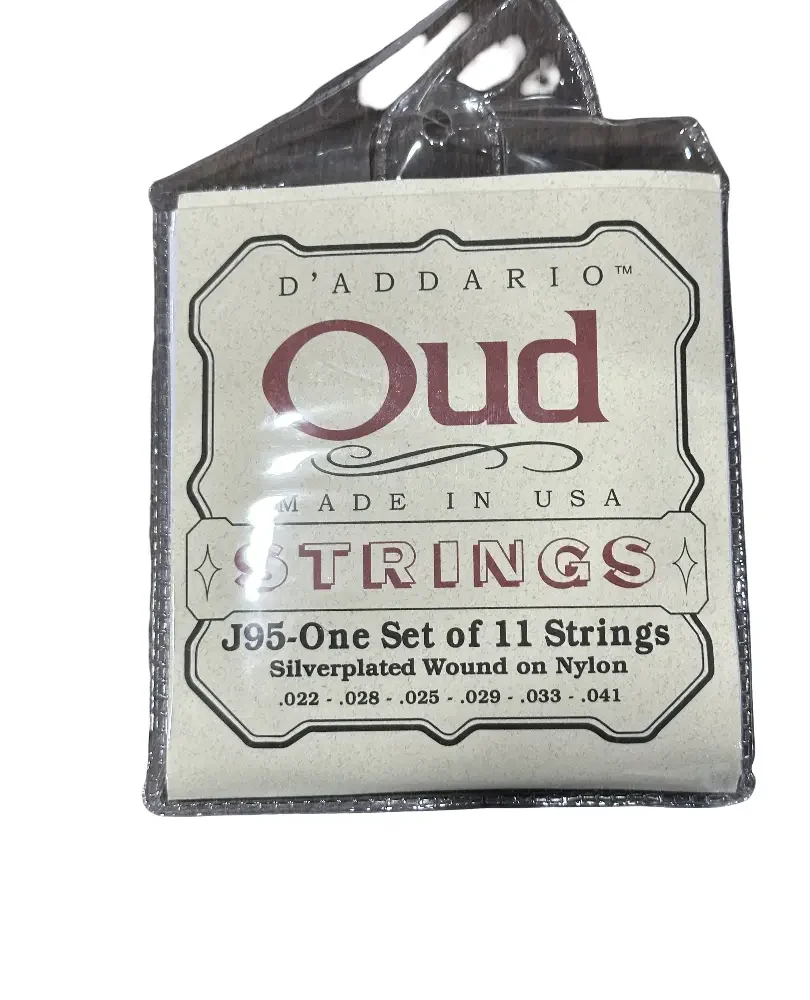 D'ADDARIO™
Oud
MADE IN USA
STRINGS
J95-One Set of 11 Strings
Silverplated Wound on Nylon
.022 - .028 - .025 - .029 - .033 - .041